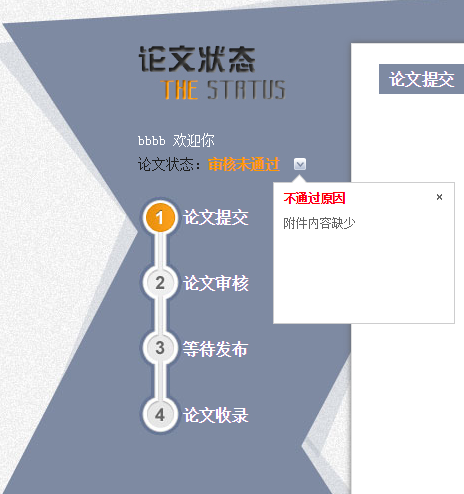 论文状态
THE STATUS
论文提交
bbbb 欢迎你
论文状态：审核未通过
不通过原因 ×
附件内容缺少
1 论文提交
2 论文审核
3 等待发布
4 论文收录